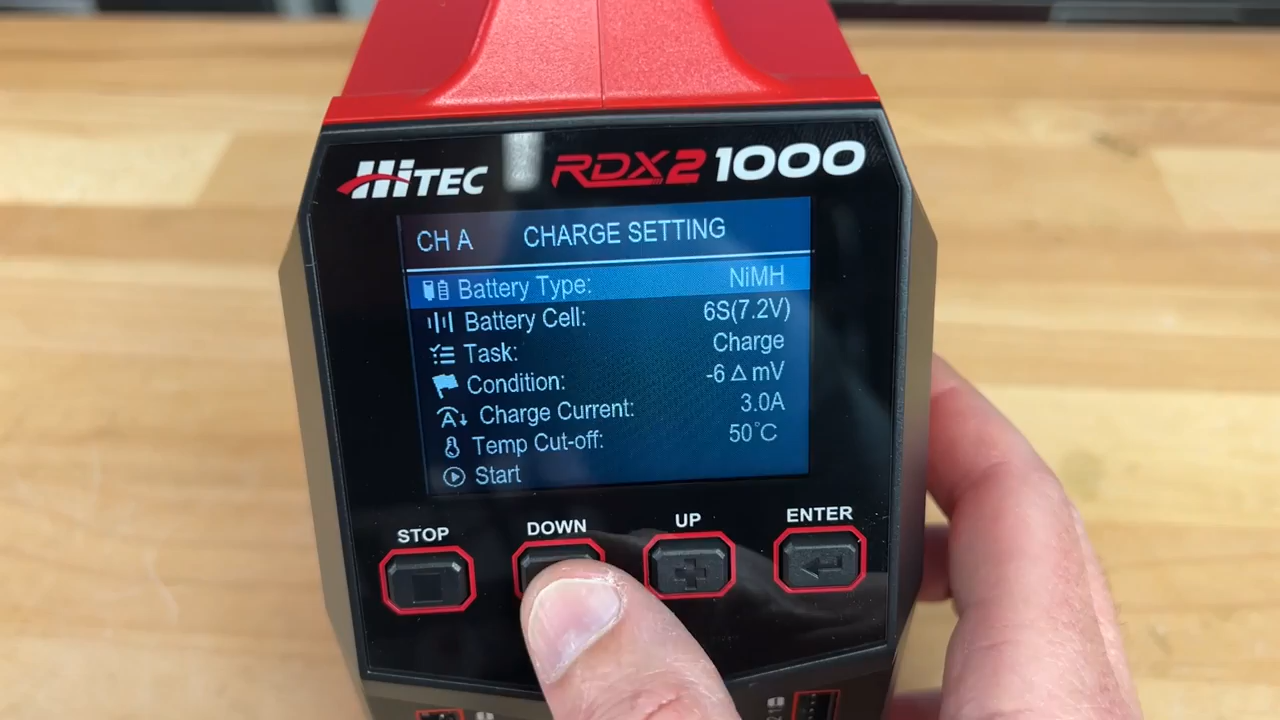 HiTEC RDX2 1000
CH A CHARGE SETTING
Battery Type: NiMH
Battery Cell: 6S(7.2V)
Task: Charge
Condition: -6 Δ mV
Charge Current: 3.0A
Temp Cut-off: 50°C
Start
STOP DOWN UP ENTER